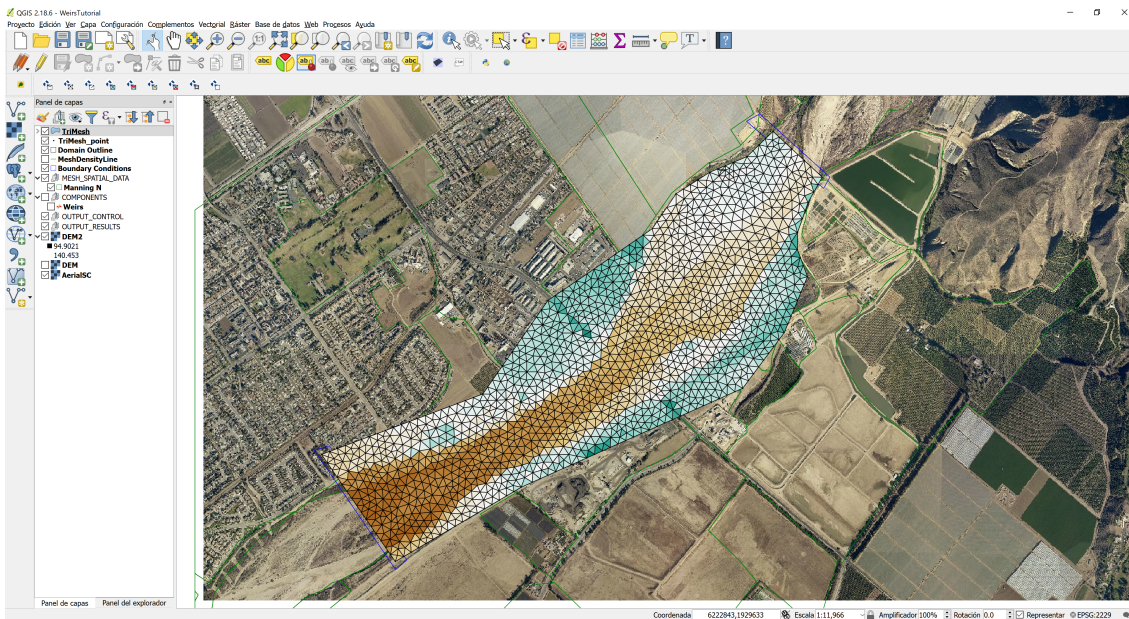 QGIS 2.18.6 - WeirsTutorial
Proyecto Edición Ver Capa Configuración Complementos Vectorial Ráster Base de datos Web Procesos Ayuda
Panel de capas
TriMesh
TriMesh_point
Domain Outline
MeshDensityLine
Boundary Conditions
MESH_SPATIAL_DATA
Manning N
COMPONENTS
Weirs
OUTPUT_CONTROL
OUTPUT_RESULTS
DEM2
94.9021
140.453
DEM
AerialSC
Panel de capas Panel del explorador
Coordenada 6222843,1929633 Escala 1:11,966 Amplificador 100% Rotación 0.0 Representar EPSG:2229